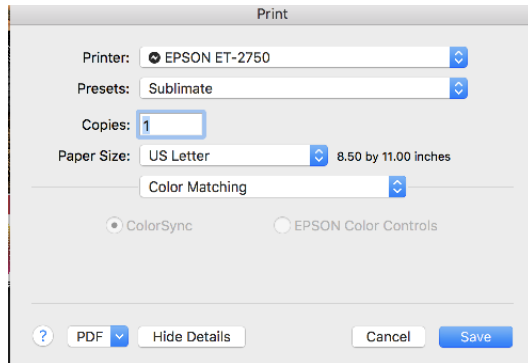 Print
Printer: EPSON ET-2750
Presets: Sublimate
Copies: 1
Paper Size: US Letter 8.50 by 11.00 inches
Color Matching
ColorSync EPSON Color Controls
? PDF Hide Details Cancel Save